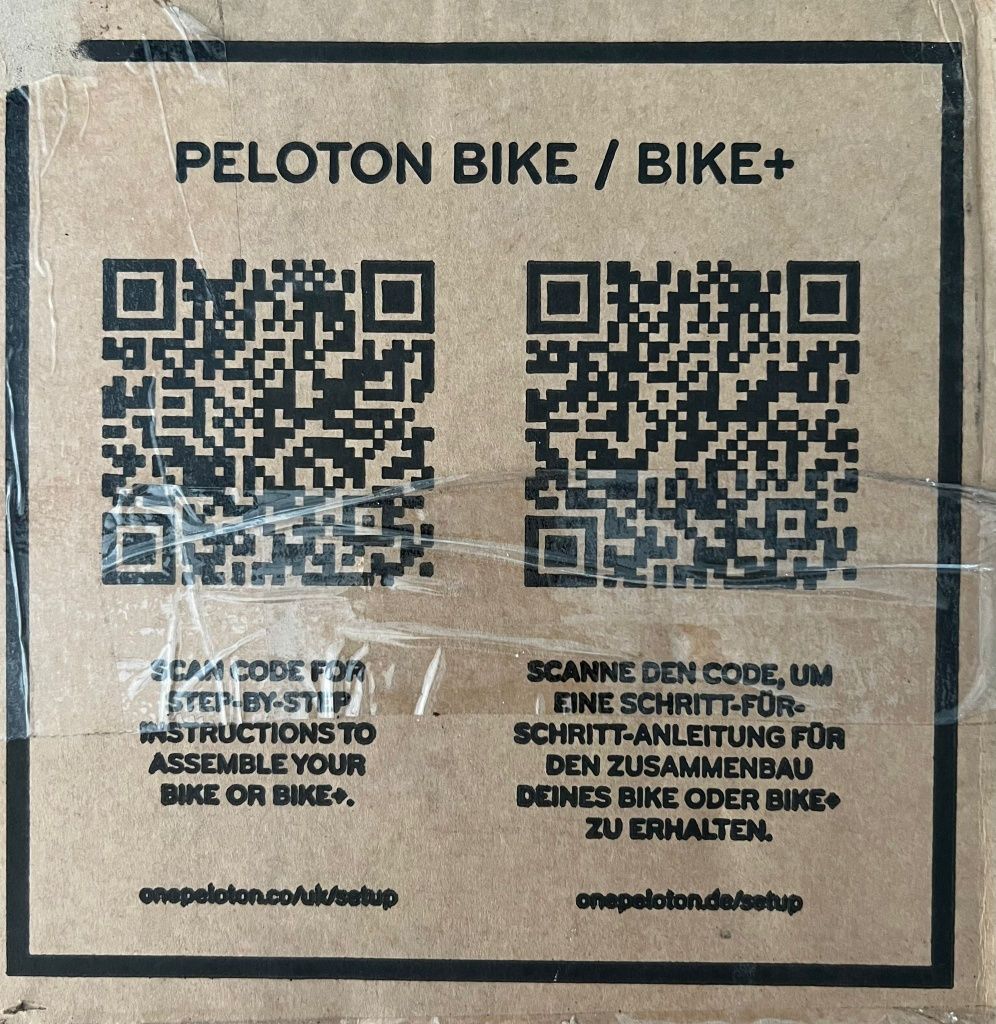 PELOTON BIKE / BIKE+
SCAN CODE FOR
STEP-BY-STEP
INSTRUCTIONS TO
ASSEMBLE YOUR
BIKE OR BIKE+.
onepeloton.co/uk/setup
SCANNE DEN CODE, UM
EINE SCHRITT-FÜR-
SCHRITT-ANLEITUNG FÜR
DEN ZUSAMMENBAU
DEINES BIKE ODER BIKE+
ZU ERHALTEN.
onepeloton.de/setup